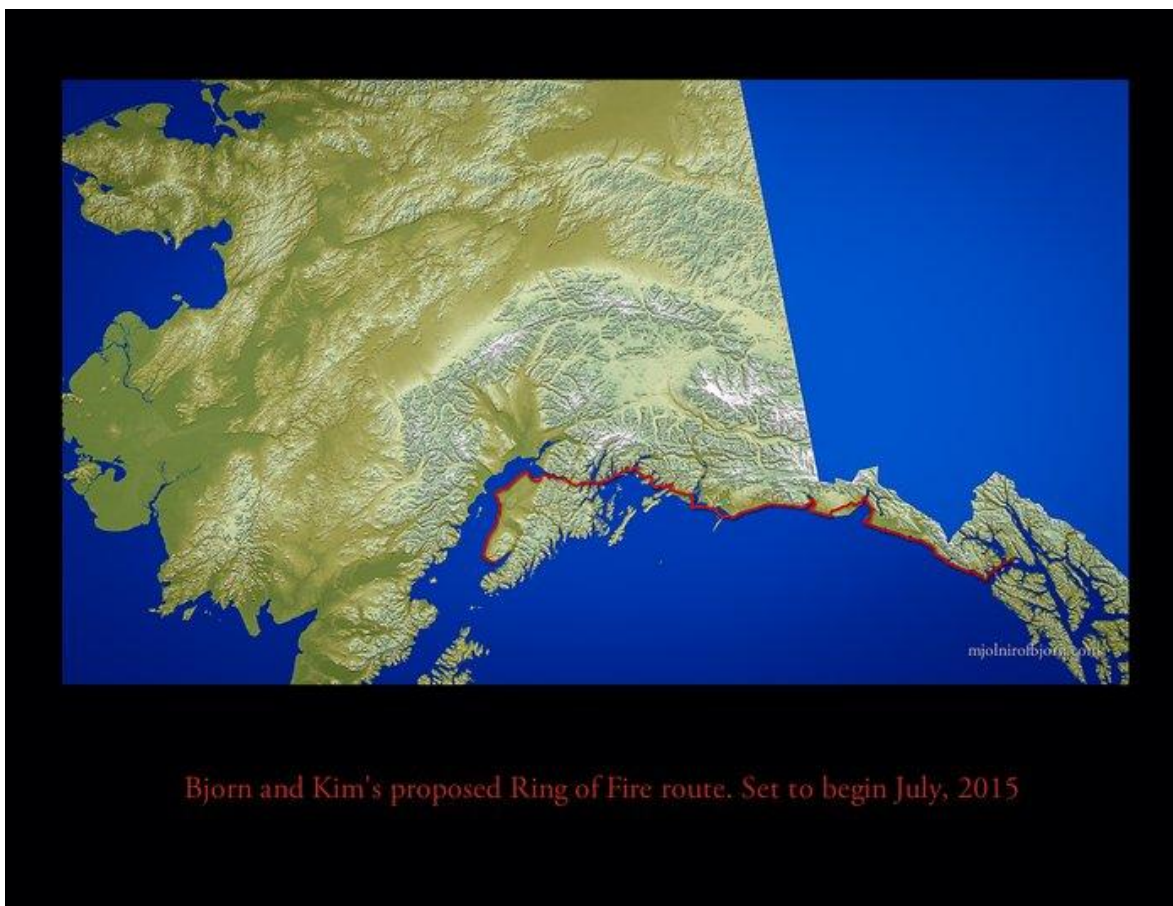 mjolnirofbjorn.com
Bjorn and Kim's proposed Ring of Fire route. Set to begin July, 2015